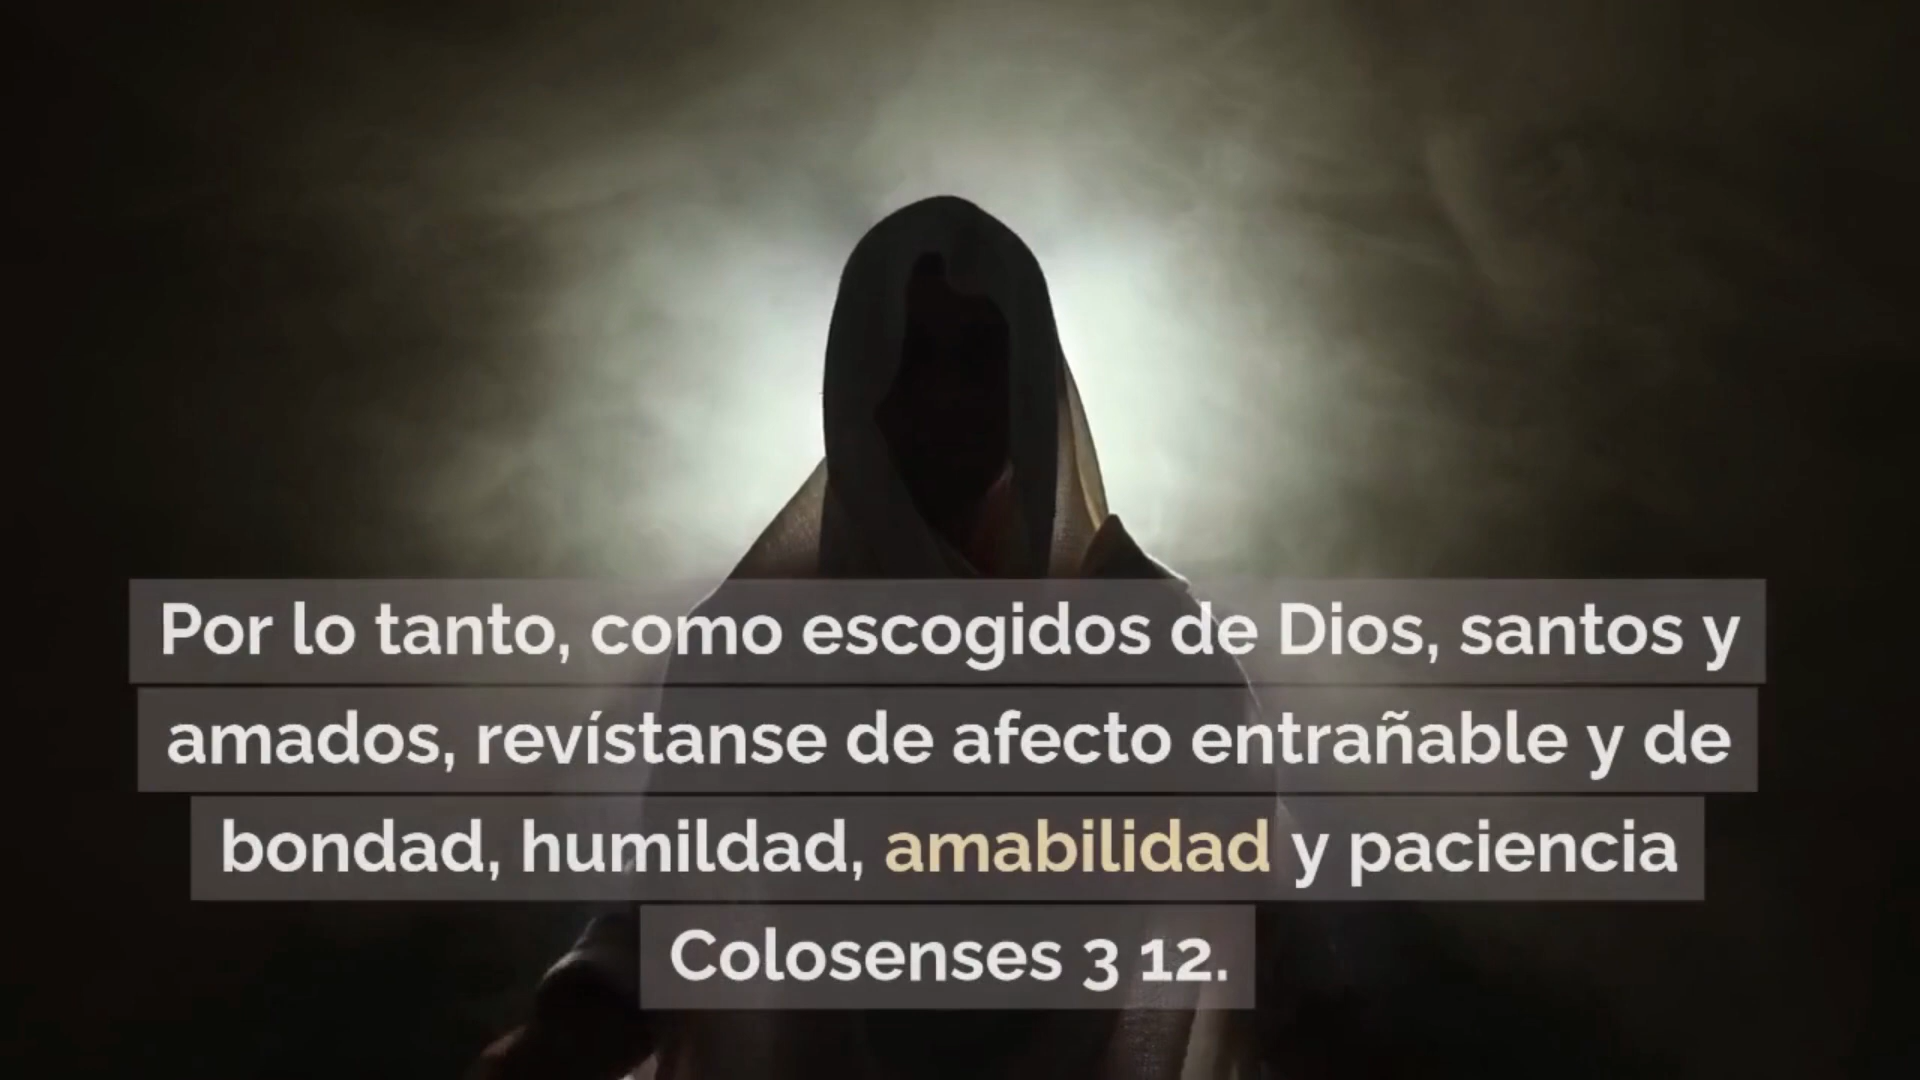 Por lo tanto, como escogidos de Dios, santos y
amados, revístanse de afecto entrañable y de
bondad, humildad, amabilidad y paciencia
Colosenses 3 12.